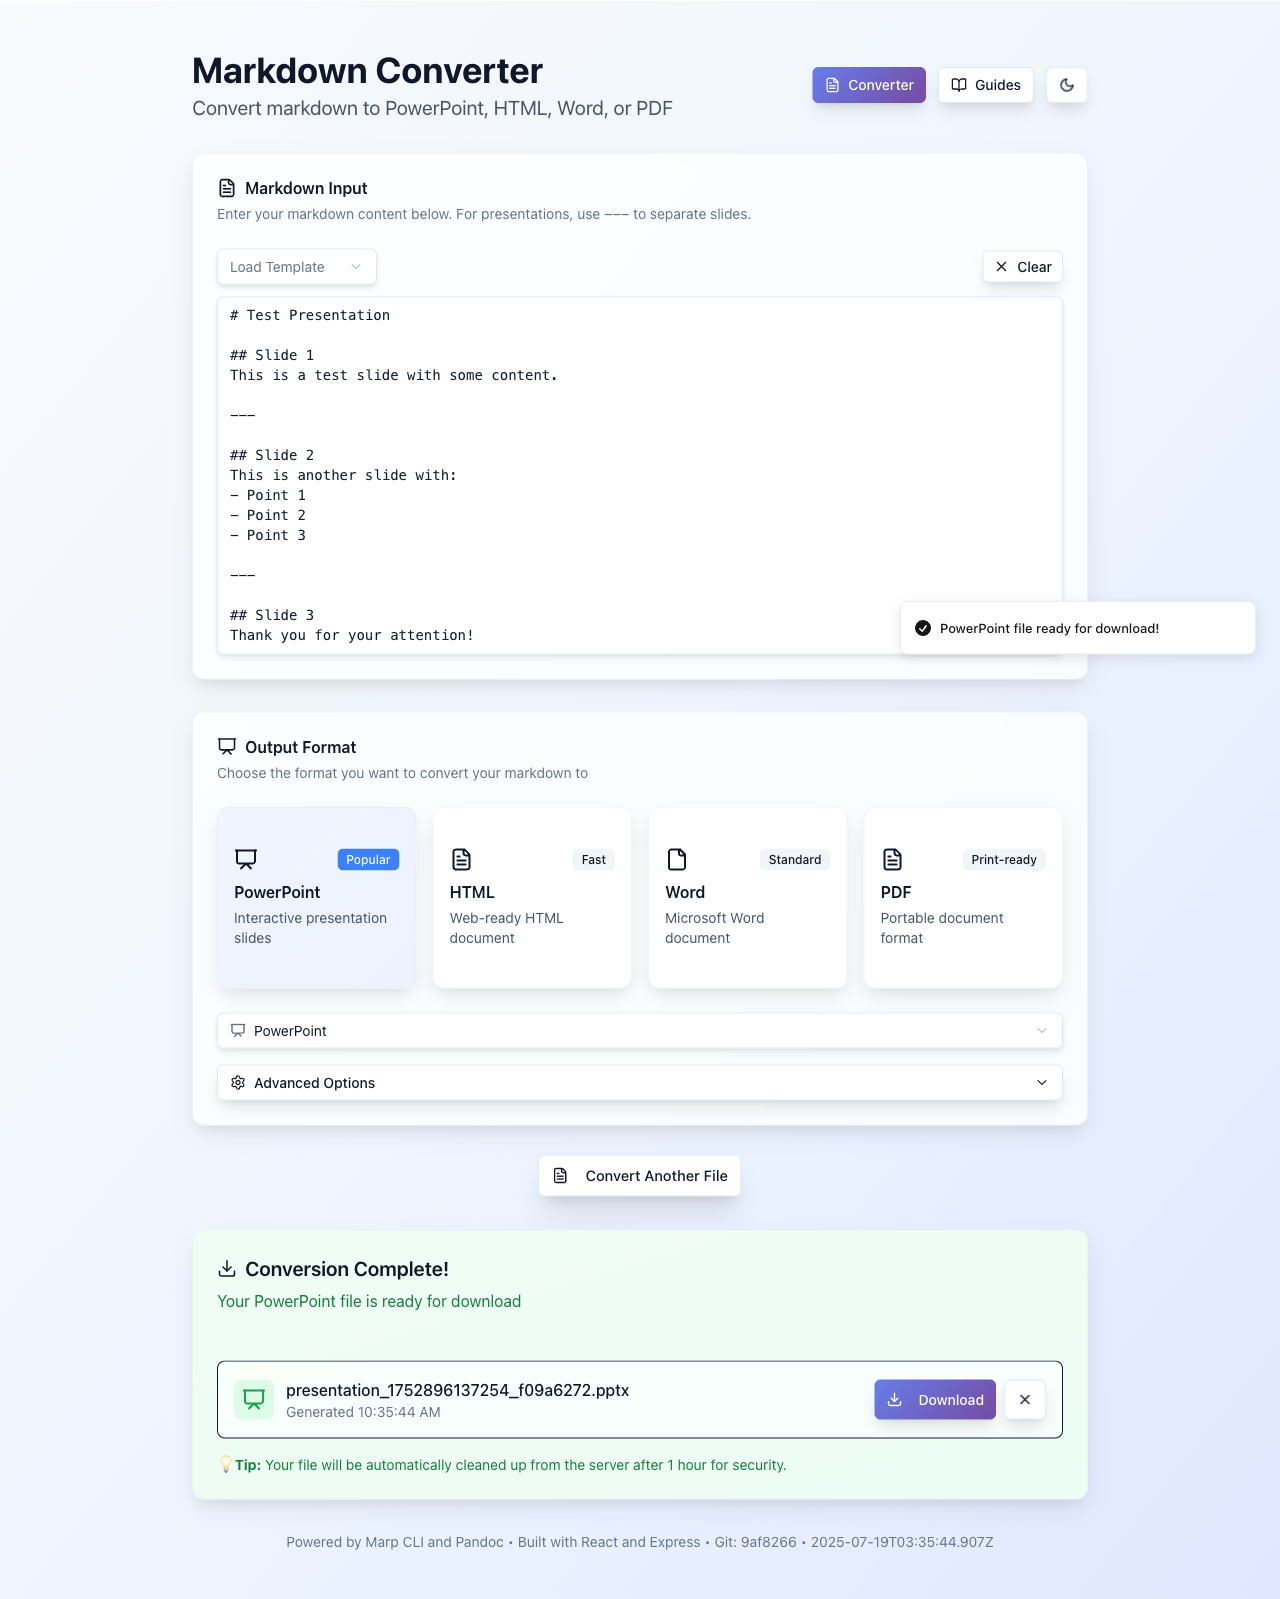 Markdown Converter
Convert markdown to PowerPoint, HTML, Word, or PDF
Converter
Guides
Markdown Input
Enter your markdown content below. For presentations, use --- to separate slides.
Load Template
Clear
# Test Presentation
## Slide 1
This is a test slide with some content.
---
## Slide 2
This is another slide with:
- Point 1
- Point 2
- Point 3
---
## Slide 3
Thank you for your attention!
PowerPoint file ready for download!
Output Format
Choose the format you want to convert your markdown to
Popular
PowerPoint
Interactive presentation
slides
Fast
HTML
Web-ready HTML
document
Standard
Word
Microsoft Word
document
Print-ready
PDF
Portable document
format
PowerPoint
Advanced Options
Convert Another File
Conversion Complete!
Your PowerPoint file is ready for download
presentation_1752896137254_f09a6272.pptx
Generated 10:35:44 AM
Download
💡Tip: Your file will be automatically cleaned up from the server after 1 hour for security.
Powered by Marp CLI and Pandoc • Built with React and Express • Git: 9af8266 • 2025-07-19T03:35:44.907Z